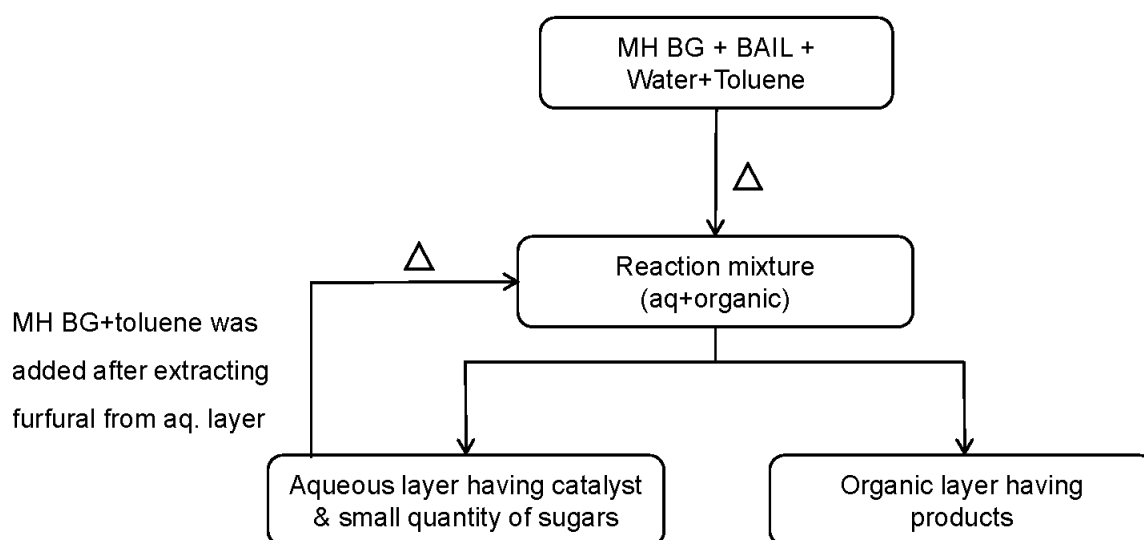 MH BG + BAIL +
Water+Toluene
△
△
Reaction mixture
(aq+organic)
MH BG+toluene was
added after extracting
furfural from aq. layer
Aqueous layer having catalyst
& small quantity of sugars
Organic layer having
products